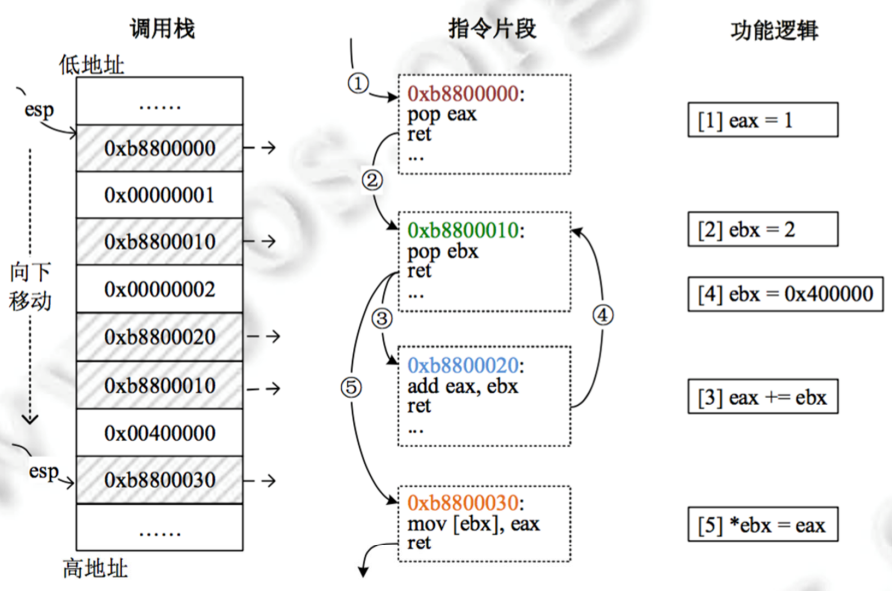 调用栈
指令片段
功能逻辑
低地址
esp
向下
移动
esp
......
0xb8800000
0x00000001
0xb8800010
0x00000002
0xb8800020
0xb8800010
0x00400000
0xb8800030
......
高地址
①
0xb8800000:
pop eax
ret
...
②
0xb8800010:
pop ebx
ret
...
③
④
0xb8800020:
add eax, ebx
ret
...
⑤
0xb8800030:
mov [ebx], eax
ret
[1] eax = 1
[2] ebx = 2
[4] ebx = 0x400000
[3] eax += ebx
[5] *ebx = eax